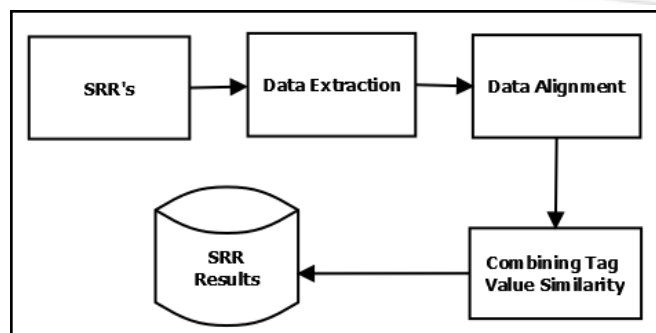 SRR's
Data Extraction
Data Alignment
Combining Tag
Value Similarity
SRR
Results